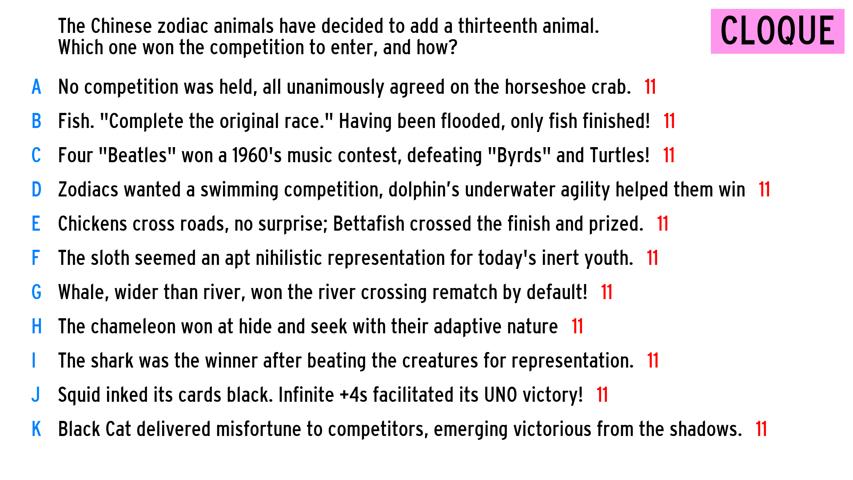 The Chinese zodiac animals have decided to add a thirteenth animal.
Which one won the competition to enter, and how?
CLOQUE
A No competition was held, all unanimously agreed on the horseshoe crab. 11
B Fish. "Complete the original race." Having been flooded, only fish finished! 11
C Four "Beatles" won a 1960's music contest, defeating "Byrds" and Turtles! 11
D Zodiacs wanted a swimming competition, dolphin's underwater agility helped them win 11
E Chickens cross roads, no surprise; Bettafish crossed the finish and prized. 11
F The sloth seemed an apt nihilistic representation for today's inert youth. 11
G Whale, wider than river, won the river crossing rematch by default! 11
H The chameleon won at hide and seek with their adaptive nature 11
I The shark was the winner after beating the creatures for representation. 11
J Squid inked its cards black. Infinite +4s facilitated its UNO victory! 11
K Black Cat delivered misfortune to competitors, emerging victorious from the shadows. 11